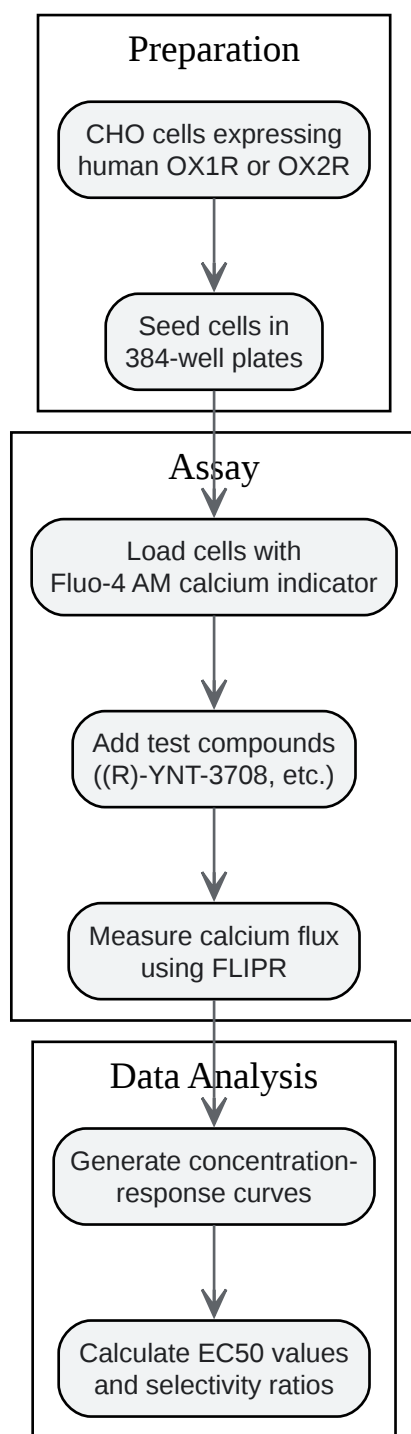 Preparation
CHO cells expressing
human OX1R or OX2R
Seed cells in
384-well plates
Assay
Load cells with
Fluo-4 AM calcium indicator
Add test compounds
((R)-YNT-3708, etc.)
Measure calcium flux
using FLIPR
Data Analysis
Generate concentration-
response curves
Calculate EC50 values
and selectivity ratios